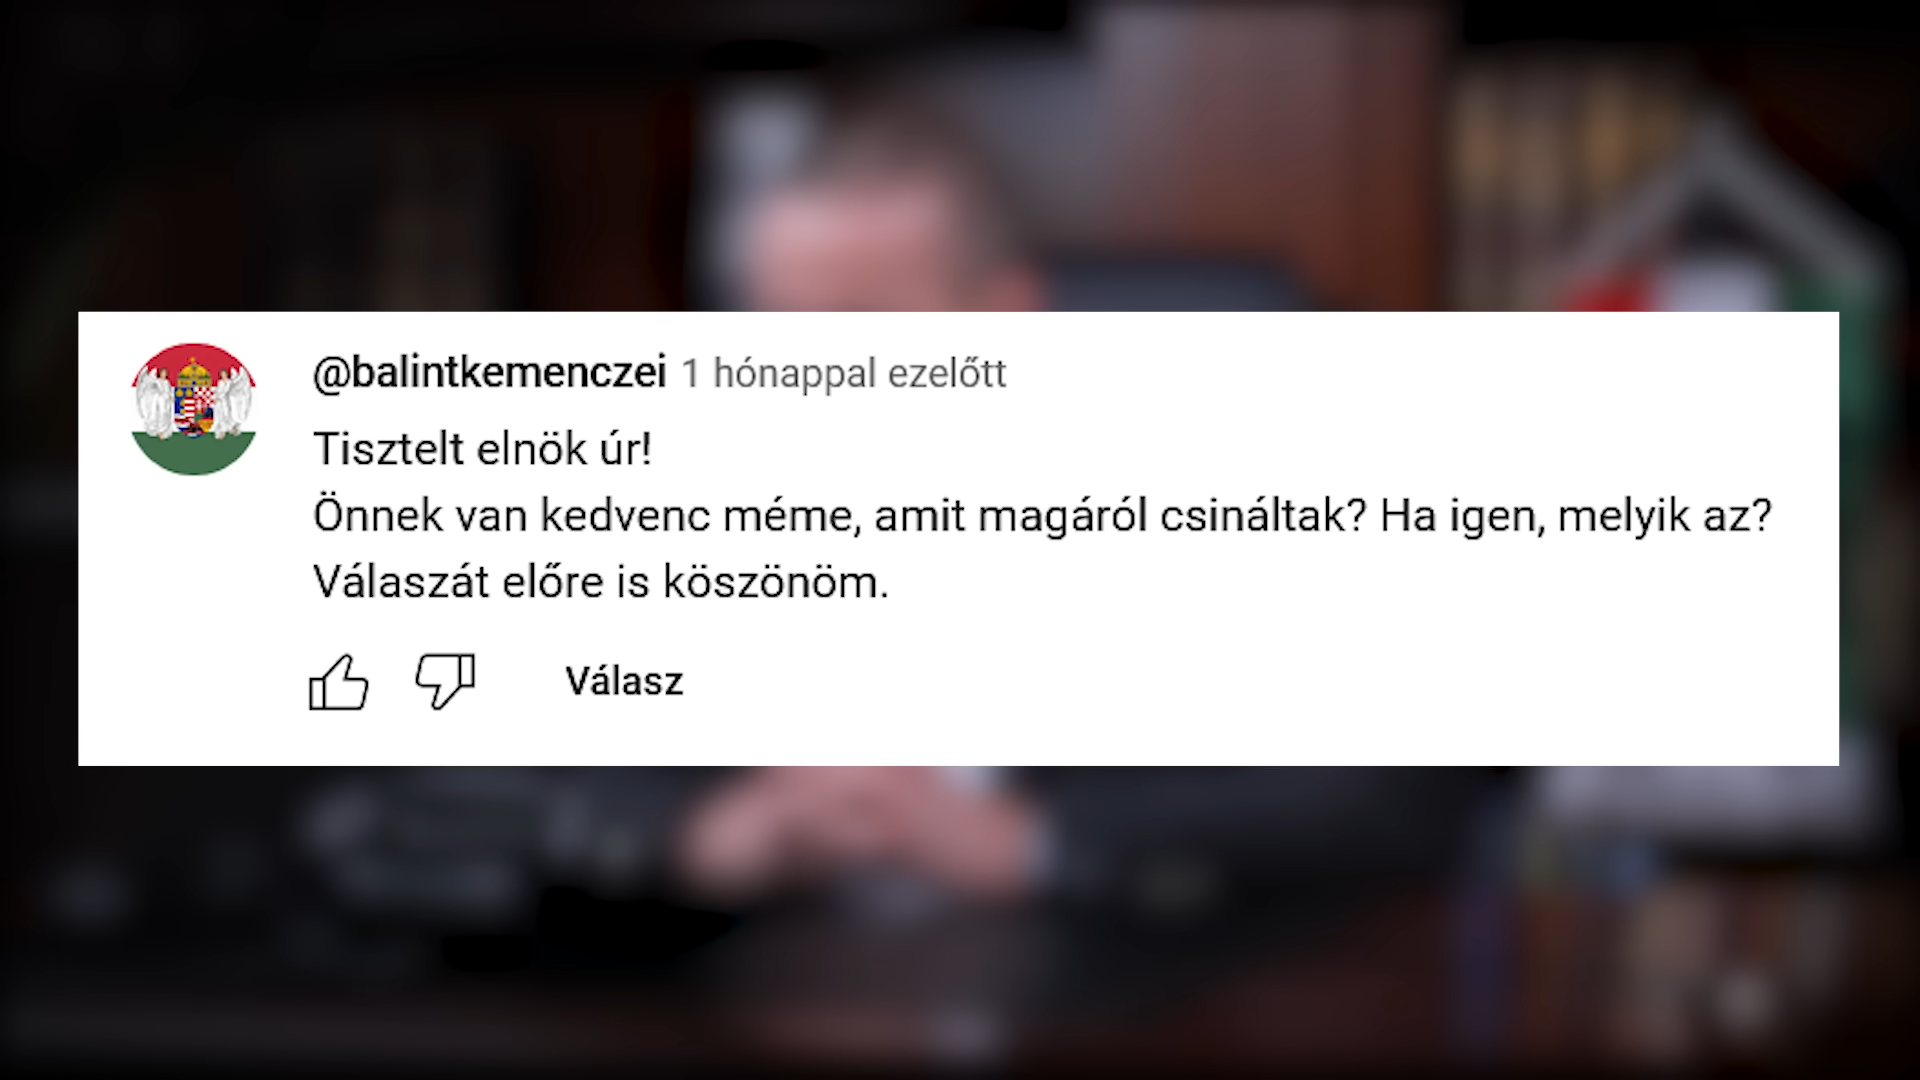 @balintkemenczei 1 hónappal ezelőtt
Tisztelt elnök úr!
Önnek van kedvenc méme, amit magáról csináltak? Ha igen, melyik az?
Válaszát előre is köszönöm.
Válasz